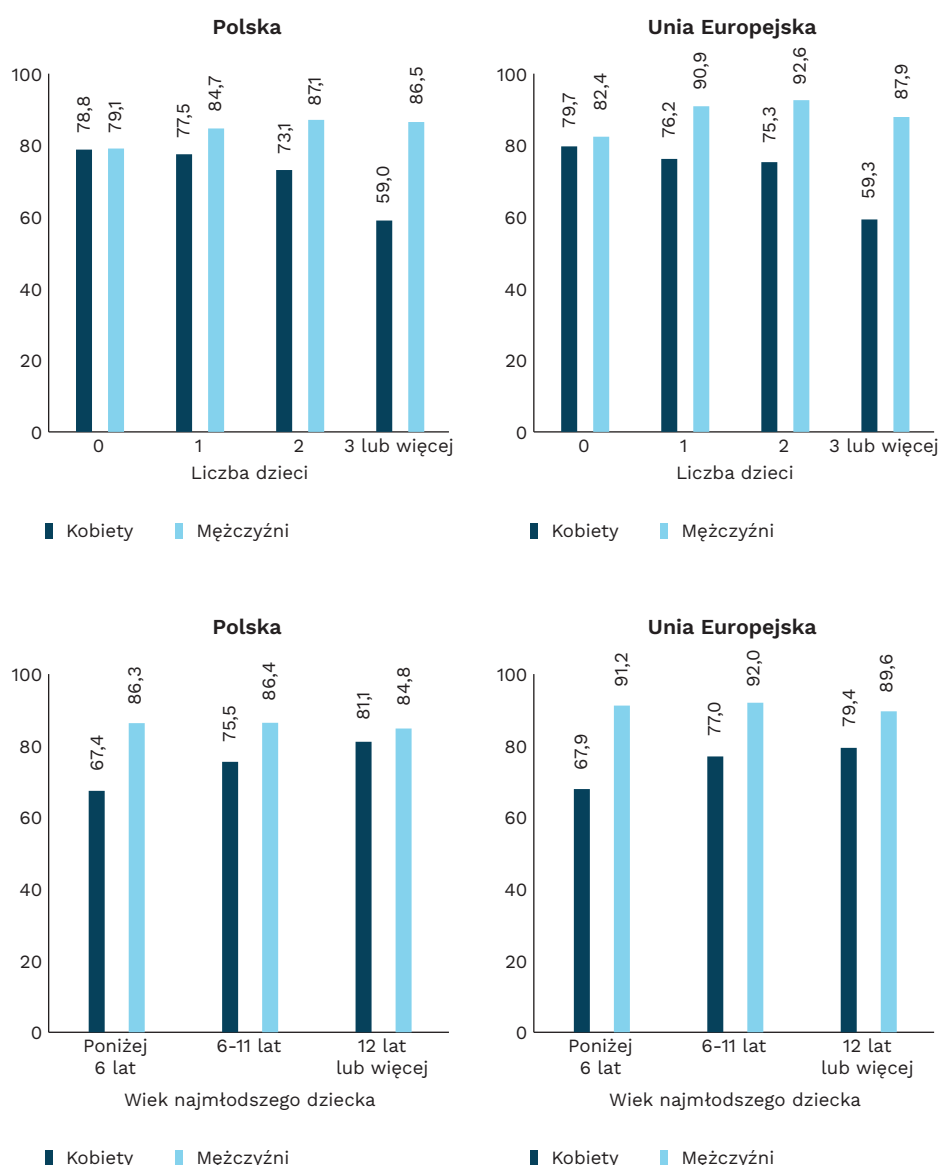 Polska
100
80
60
40
20
0
78,8
79,1
77,5
84,7
73,1
87,1
59,0
86,5
0 1 2 3 lub więcej
Liczba dzieci
Kobiety Mężczyźni
Unia Europejska
100
80
60
40
20
0
79,7
82,4
76,2
90,9
75,3
92,6
59,3
87,9
0 1 2 3 lub więcej
Liczba dzieci
Kobiety Mężczyźni
Polska
100
80
60
40
20
0
67,4
86,3
75,5
86,4
81,1
84,8
Poniżej 6-11 lat 12 lat
6 lat lub więcej
Wiek najmłodszego dziecka
Kobiety Mężczyźni
Unia Europejska
100
80
60
40
20
0
67,9
91,2
77,0
92,0
79,4
89,6
Poniżej 6-11 lat 12 lat
6 lat lub więcej
Wiek najmłodszego dziecka
Kobiety Mężczyźni